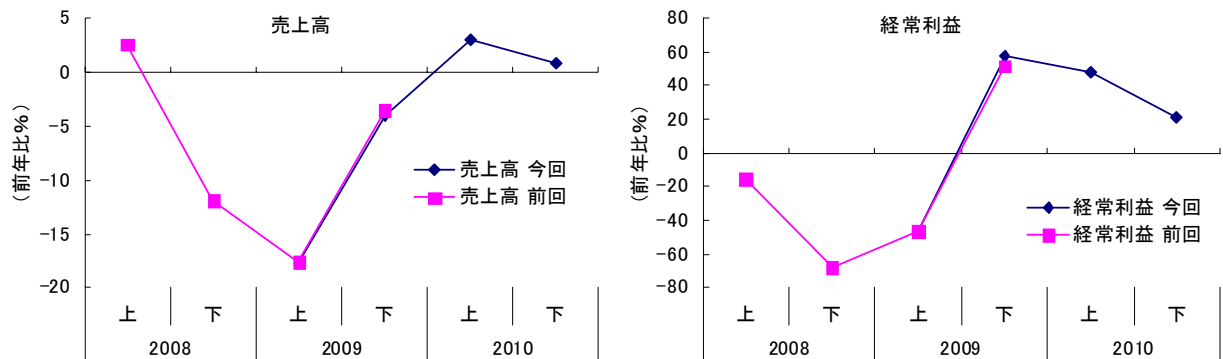 売上高
5
0
-5
-10
-15
-20
(前年比%)
売上高 今回
売上高 前回
上 下 上 下 上 下
2008 2009 2010
経常利益
80
60
40
20
0
-20
-40
-60
-80
(前年比%)
経常利益 今回
経常利益 前回
上 下 上 下 上 下
2008 2009 2010